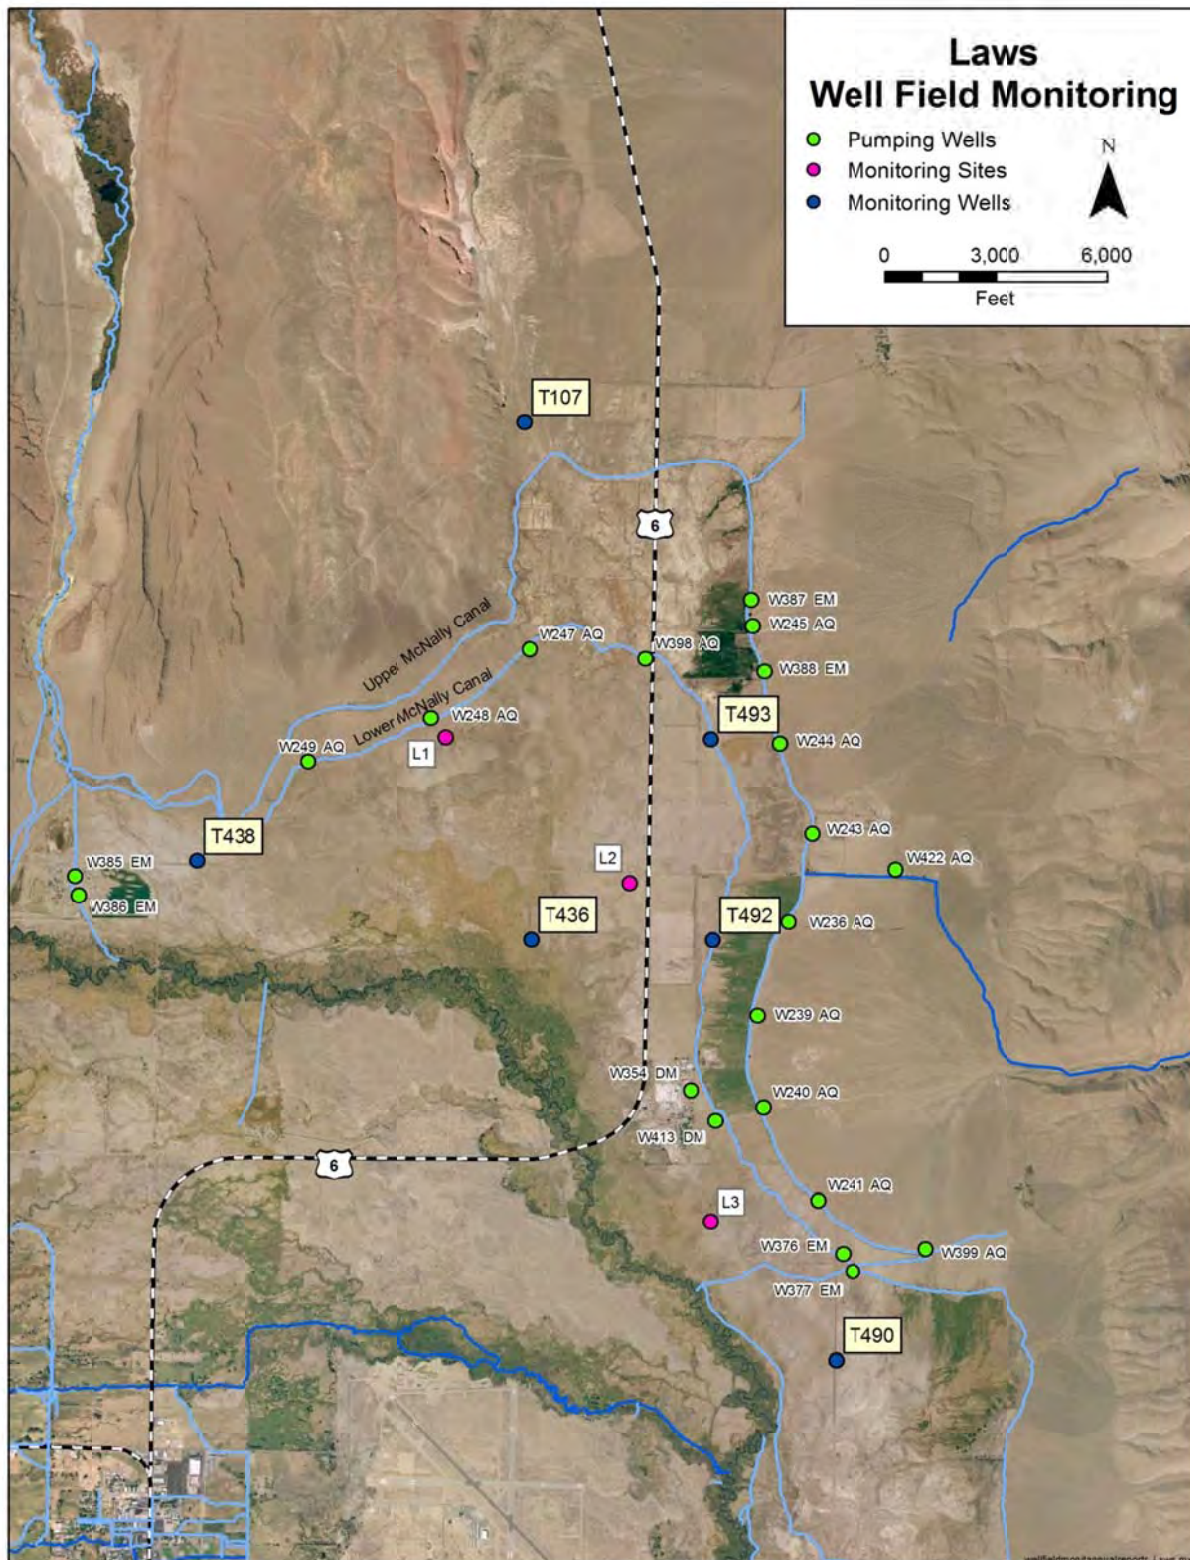 Laws
Well Field Monitoring
Pumping Wells
Monitoring Sites
Monitoring Wells
N
0 3,000 6,000
Feet
T107
6
W387 EM
W245 AQ
W247 AQ
W398 AQ
Upper McNally Canal
W388 EM
Lower McNally Canal
T493
W248 AQ
L1
W249 AQ
W244 AQ
T438
W243 AQ
L2
W422 AQ
W385 EM
W386 EM
T436
T492
W236 AQ
W239 AQ
W354 DM
W240 AQ
W413 DM
6
L3
W241 AQ
W376 EM
W399 AQ
W377 EM
T490